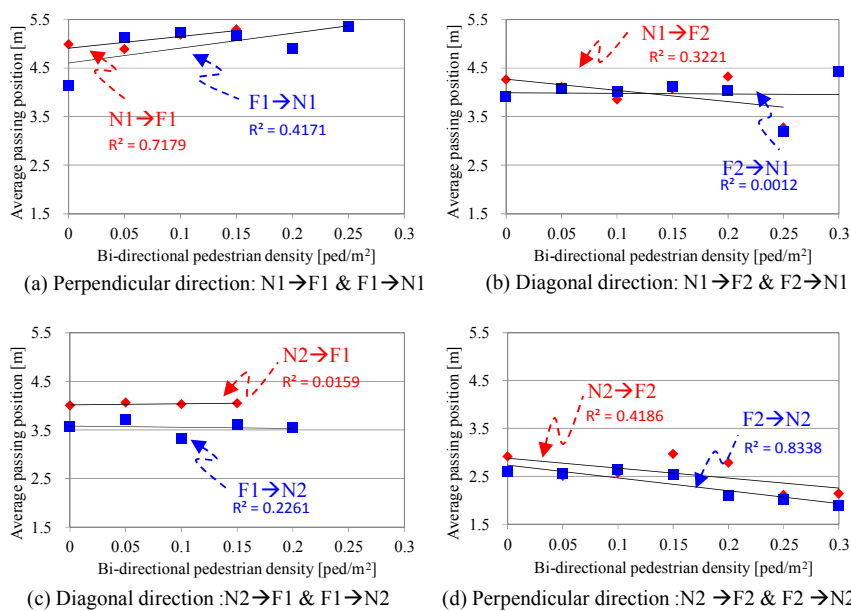 Average passing position [m]
5.5
4.5
3.5
2.5
1.5
N1→F1
R² = 0.7179
F1→N1
R² = 0.4171
0 0.05 0.1 0.15 0.2 0.25 0.3
Bi-directional pedestrian density [ped/m²]
(a) Perpendicular direction: N1→F1 & F1→N1
Average passing position [m]
5.5
4.5
3.5
2.5
1.5
N1→F2
R² = 0.3221
F2→N1
R² = 0.0012
0 0.05 0.1 0.15 0.2 0.25 0.3
Bi-directional pedestrian density [ped/m²]
(b) Diagonal direction: N1→F2 & F2→N1
Average passing position [m]
5.5
4.5
3.5
2.5
1.5
N2→F1
R² = 0.0159
F1→N2
R² = 0.2261
0 0.05 0.1 0.15 0.2 0.25 0.3
Bi-directional pedestrian density [ped/m²]
(c) Diagonal direction :N2→F1 & F1→N2
Average passing position [m]
5.5
4.5
3.5
2.5
1.5
N2→F2
R² = 0.4186
F2→N2
R² = 0.8338
0 0.05 0.1 0.15 0.2 0.25 0.3
Bi-directional pedestrian density [ped/m²]
(d) Perpendicular direction :N2 →F2 & F2 →N2